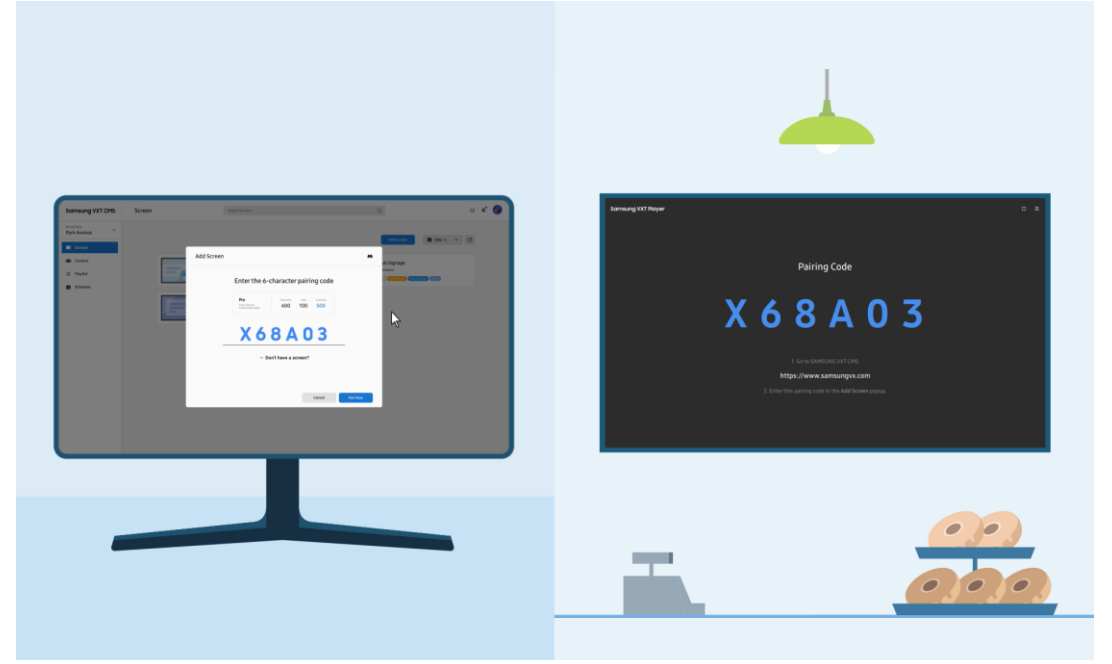 Samsung VXT CMS
Screen
Park Avenue
Screen
Content
Playlist
Schedule
Add Screen
Enter the 6-character pairing code
Pro
400 100 500
X68A03
Don't have a screen?
Cancel
Samsung VXT Player
Pairing Code
X68A03
1. Go to SAMSUNG VXT CMS.
https://www.samsungvx.com
2. Enter this pairing code in the Add Screen popup.